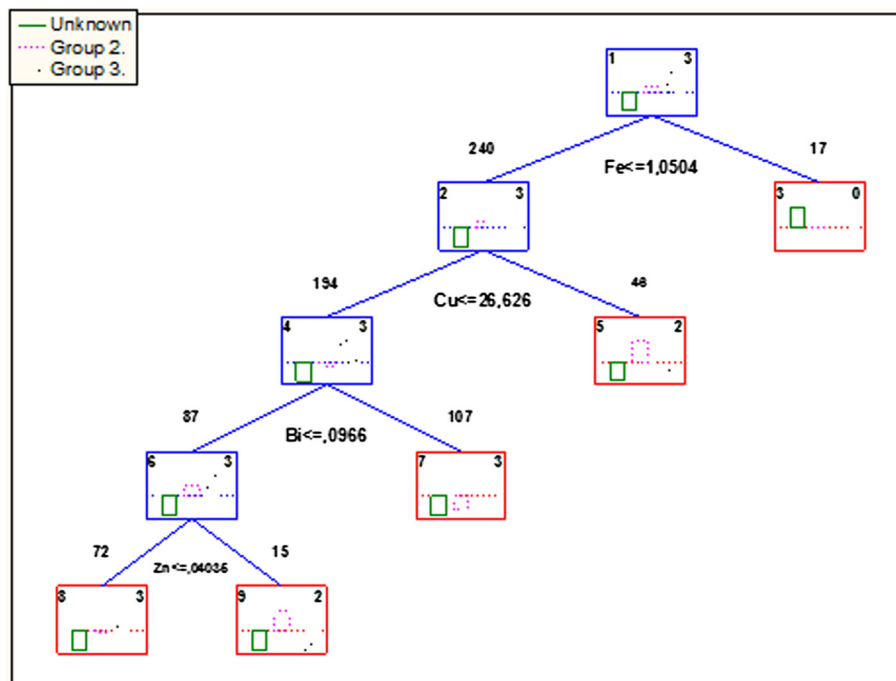 Unknown
Group 2.
Group 3.
1 3
240 17
Fe<=1,0504
2 3
3 0
194 46
Cu<=26,626
4 3
5 2
87 107
Bi<=,0966
6 3
7 3
72 15
Zn<=,04035
8 3
9 2